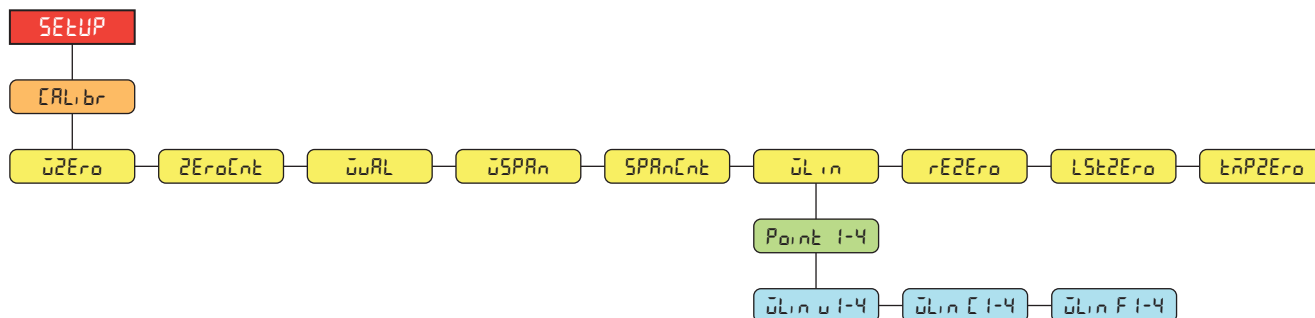 SEtUP
CALibr
WZEro
ZEroCnt
WvAL
WSPAn
SPAnCnt
WLin
rEZEro
LStZEro
tMPZEro
Point 1-4
WLin v1-4
WLin C1-4
WLin F1-4